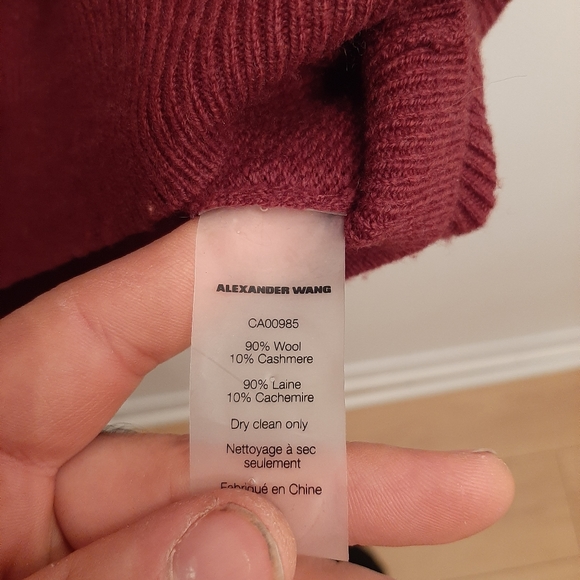 ALEXANDER WANG
CA00985
90% Wool
10% Cashmere
90% Laine
10% Cachemire
Dry clean only
Nettoyage à sec
seulement
Fabriqué en Chine